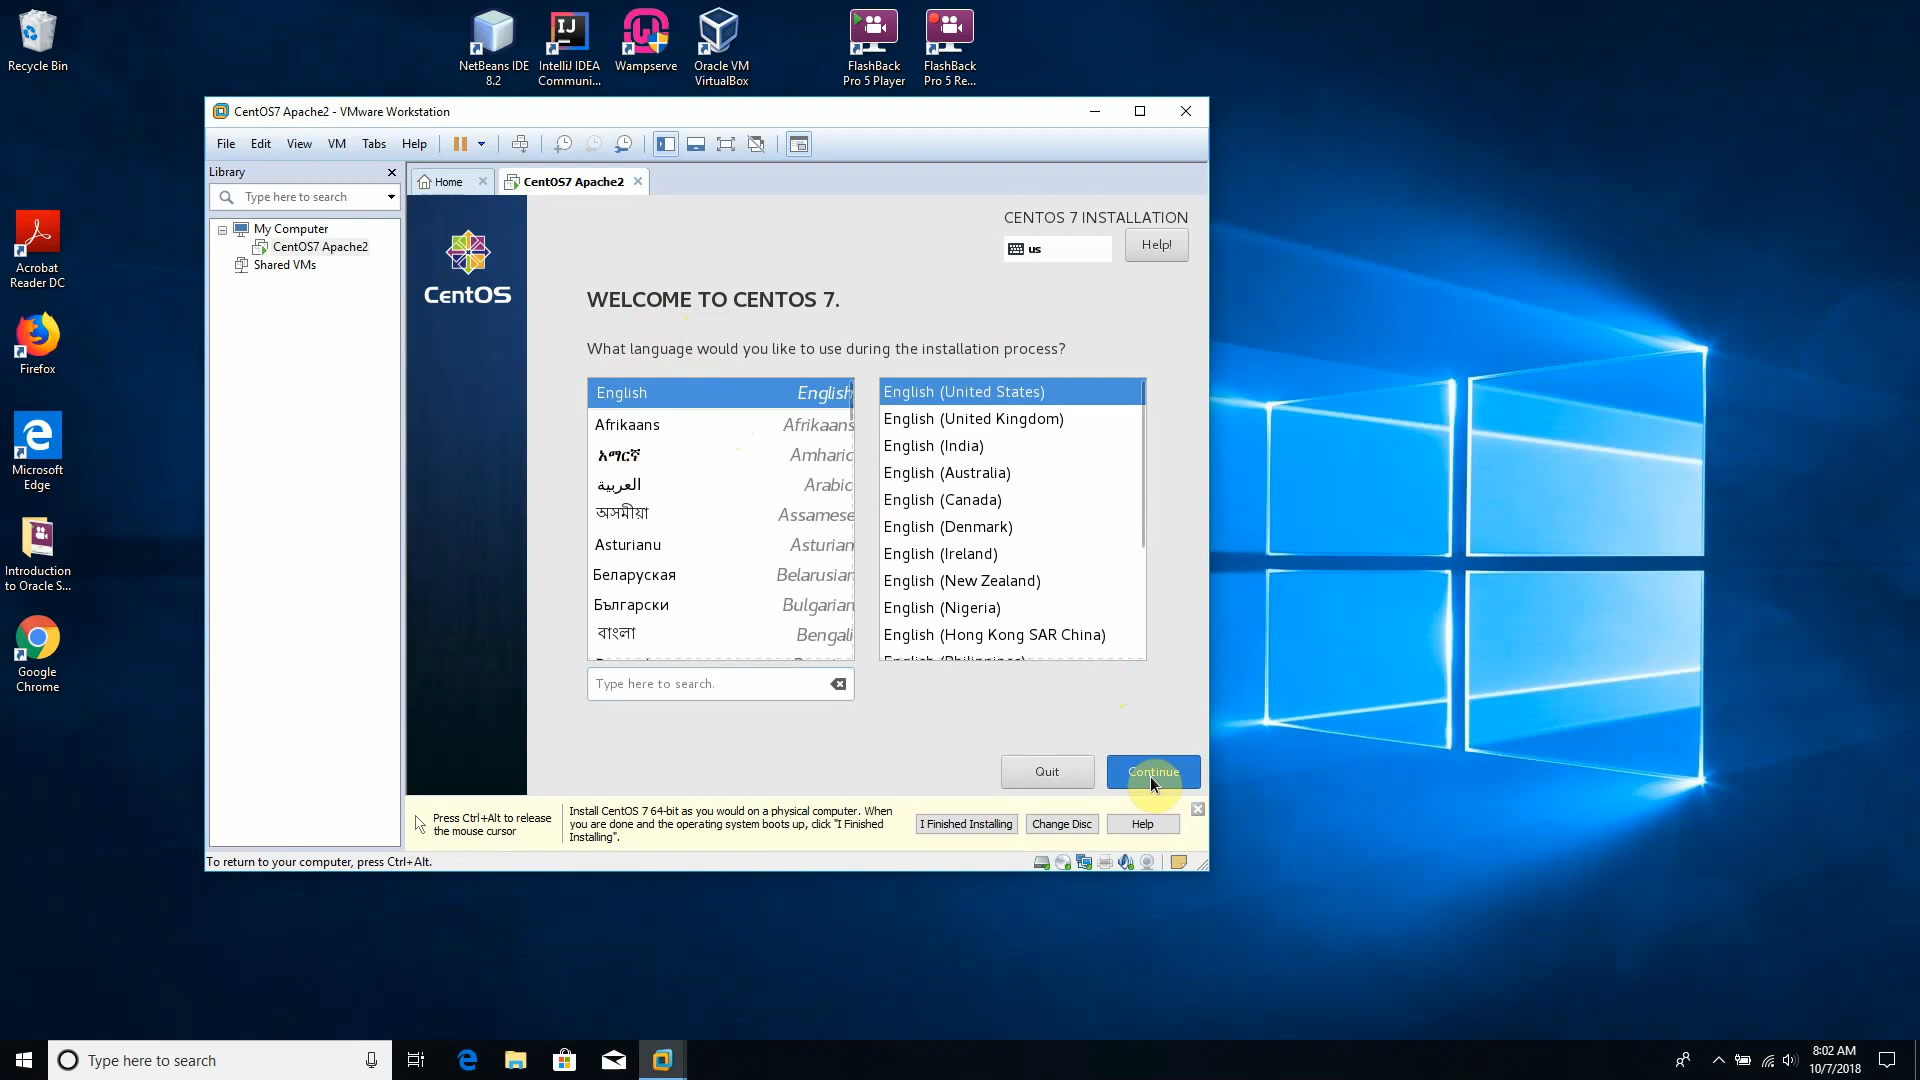 Recycle Bin
NetBeans IDE
8.2
IntelliJ IDEA
Communi...
Wampserve
Oracle VM
VirtualBox
FlashBack
Pro 5 Player
FlashBack
Pro 5 Re...
Acrobat
Reader DC
Firefox
Microsoft
Edge
Introduction
to Oracle S...
Google
Chrome
CentOS7 Apache2 - VMware Workstation
File Edit View VM Tabs Help
Library
Type here to search
My Computer
CentOS7 Apache2
Shared VMs
Home
CentOS7 Apache2
CentOS
CENTOS 7 INSTALLATION
us
Help!
WELCOME TO CENTOS 7.
What language would you like to use during the installation process?
English English
Afrikaans Afrikaans
አማርኛ Amharic
العربية Arabic
অসমীয়া Assamese
Asturianu Asturian
Беларуская Belarusian
Български Bulgarian
বাংলা Bengali
English (United States)
English (United Kingdom)
English (India)
English (Australia)
English (Canada)
English (Denmark)
English (Ireland)
English (New Zealand)
English (Nigeria)
English (Hong Kong SAR China)
English (Philippines)
Type here to search.
Quit
Continue
Press Ctrl+Alt to release
the mouse cursor
Install CentOS 7 64-bit as you would on a physical computer. When
you are done and the operating system boots up, click "I Finished
Installing".
I Finished Installing
Change Disc
Help
To return to your computer, press Ctrl+Alt.
Type here to search
8:02 AM
10/7/2018